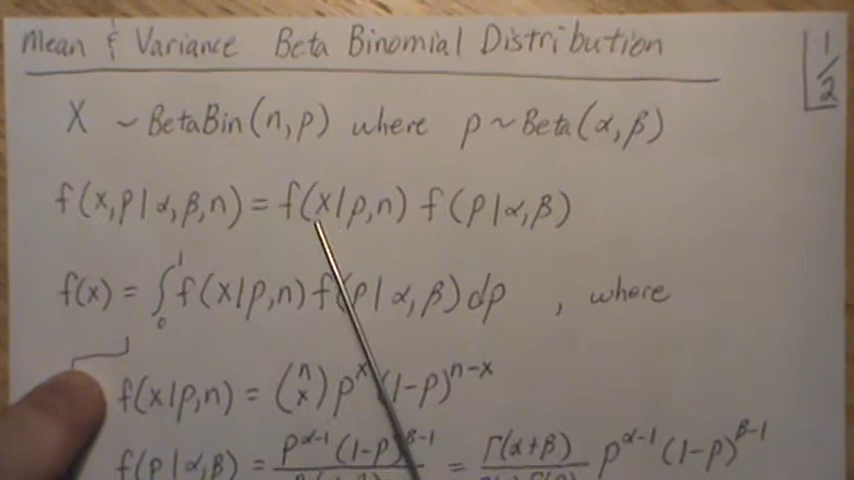 Mean & Variance Beta Binomial Distribution
1/2
X ~ BetaBin(n,p) where p~Beta(α,β)
f(x,p|α,β,n) = f(x|p,n) f(p|α,β)
f(x) = ∫₀¹ f(x|p,n) f(p|α,β) dp , where
f(x|p,n) = (n x) p^x (1-p)^{n-x}
f(p|α,β) = p^{α-1} (1-p)^{β-1} = Γ(α+β) p^{α-1} (1-p)^{β-1}